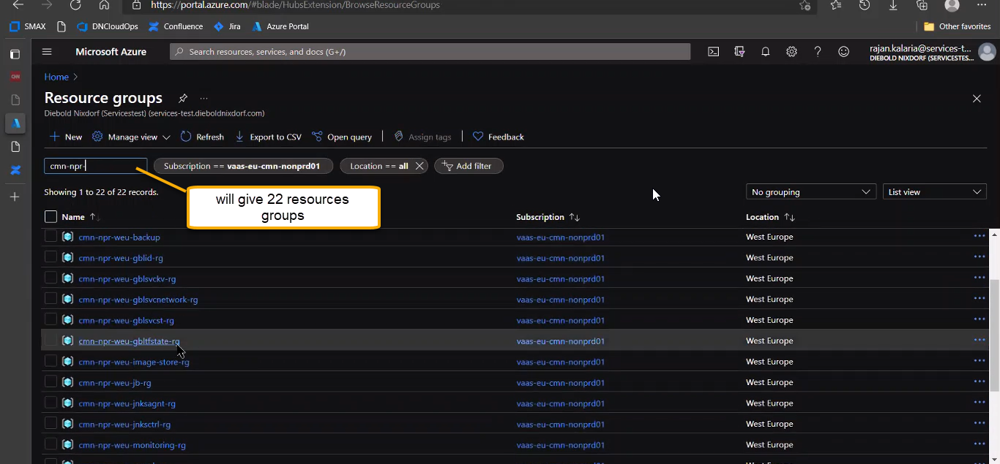 https://portal.azure.com/#blade/HubsExtension/BrowseResourceGroups
SMAX DNCloudOps Confluence Jira Azure Portal Other favorites
Microsoft Azure Search resources, services, and docs (G+/) rajan.kalaria@services-t...
DIEBOLD NIXDORF (SERVICESTES...
CNN
Home >
Resource groups ...
Diebold Nixdorf (Servicestest) (services-test.dieboldnixdorf.com)
+ New Manage view Refresh Export to CSV Open query Assign tags Feedback
cmn-npr- Subscription == vaas-eu-cmn-nonprd01 Location == all Add filter
Showing 1 to 22 of 22 records. No grouping List view
will give 22 resources
groups
Name Subscription Location
cmn-npr-weu-backup vaas-eu-cmn-nonprd01 West Europe
cmn-npr-weu-gblid-rg vaas-eu-cmn-nonprd01 West Europe
cmn-npr-weu-gblsvckv-rg vaas-eu-cmn-nonprd01 West Europe
cmn-npr-weu-gblsvcnetwork-rg vaas-eu-cmn-nonprd01 West Europe
cmn-npr-weu-gblsvcst-rg vaas-eu-cmn-nonprd01 West Europe
cmn-npr-weu-gbltfstate-rg vaas-eu-cmn-nonprd01 West Europe
cmn-npr-weu-image-store-rg vaas-eu-cmn-nonprd01 West Europe
cmn-npr-weu-jb-rg vaas-eu-cmn-nonprd01 West Europe
cmn-npr-weu-jnksagnt-rg vaas-eu-cmn-nonprd01 West Europe
cmn-npr-weu-jnksctrl-rg vaas-eu-cmn-nonprd01 West Europe
cmn-npr-weu-monitoring-rg vaas-eu-cmn-nonprd01 West Europe